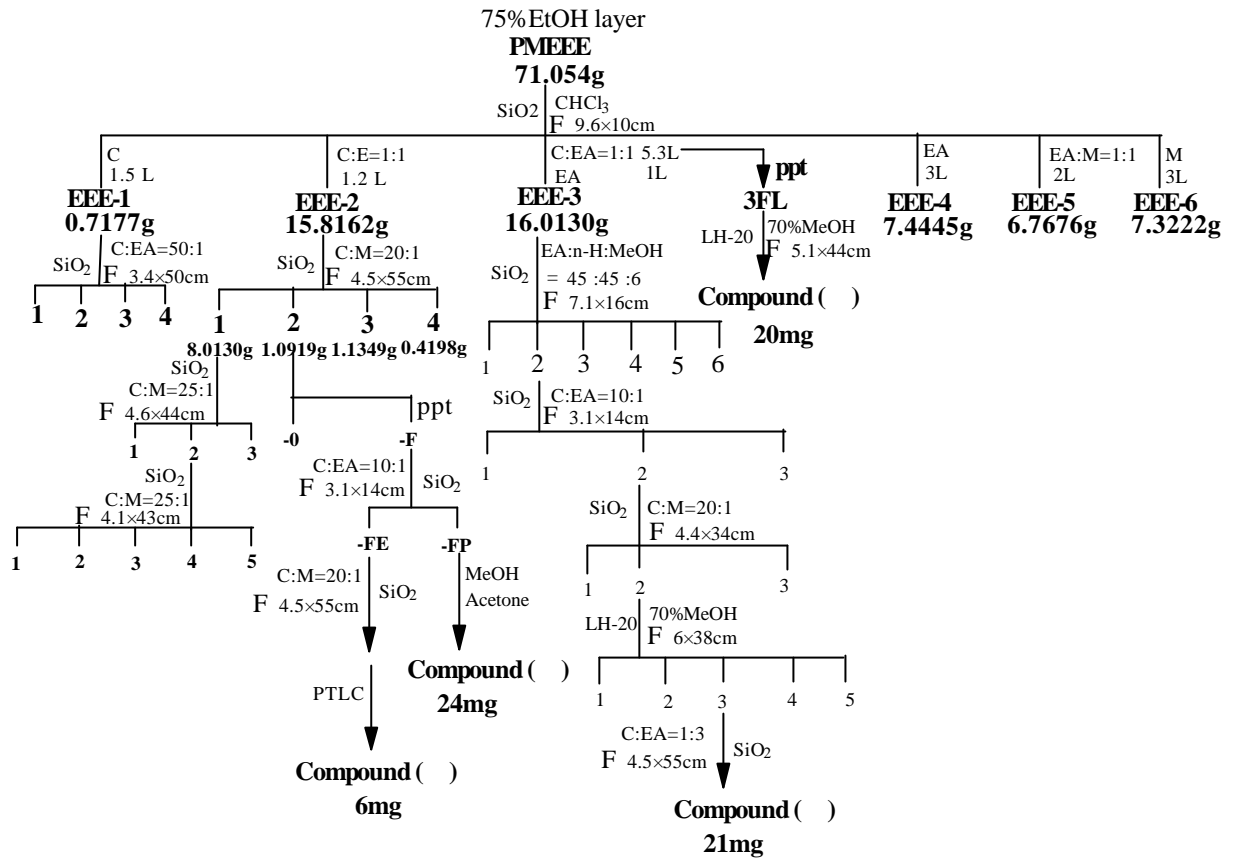 75%EtOH layer
PMEEE
71.054g
SiO2
CHCl3
F 9.6×10cm
C
1.5 L
C:E=1:1
1.2 L
C:EA=1:1 5.3L
EA 1L
ppt
EA
3L
EA:M=1:1
2L
M
3L
EEE-1
0.7177g
EEE-2
15.8162g
EEE-3
16.0130g
3FL
EEE-4
7.4445g
EEE-5
6.7676g
EEE-6
7.3222g
SiO2
C:EA=50:1
F 3.4×50cm
1 2 3 4
SiO2
C:M=20:1
F 4.5×55cm
1 2 3 4
8.0130g 1.0919g 1.1349g 0.4198g
SiO2
EA:n-H:MeOH
= 45 :45 :6
F 7.1×16cm
1 2 3 4 5 6
LH-20
70%MeOH
F 5.1×44cm
Compound ( )
20mg
SiO2
C:M=25:1
F 4.6×44cm
1 2 3
SiO2
C:M=25:1
F 4.1×43cm
1 2 3 4 5
ppt
-0 -F
C:EA=10:1
F 3.1×14cm
SiO2
-FE -FP
C:M=20:1
F 4.5×55cm
SiO2
MeOH
Acetone
PTLC
Compound ( )
24mg
Compound ( )
6mg
SiO2
C:EA=10:1
F 3.1×14cm
1 2 3
SiO2
C:M=20:1
F 4.4×34cm
1 2 3
LH-20
70%MeOH
F 6×38cm
1 2 3 4 5
C:EA=1:3
F 4.5×55cm
SiO2
Compound ( )
21mg